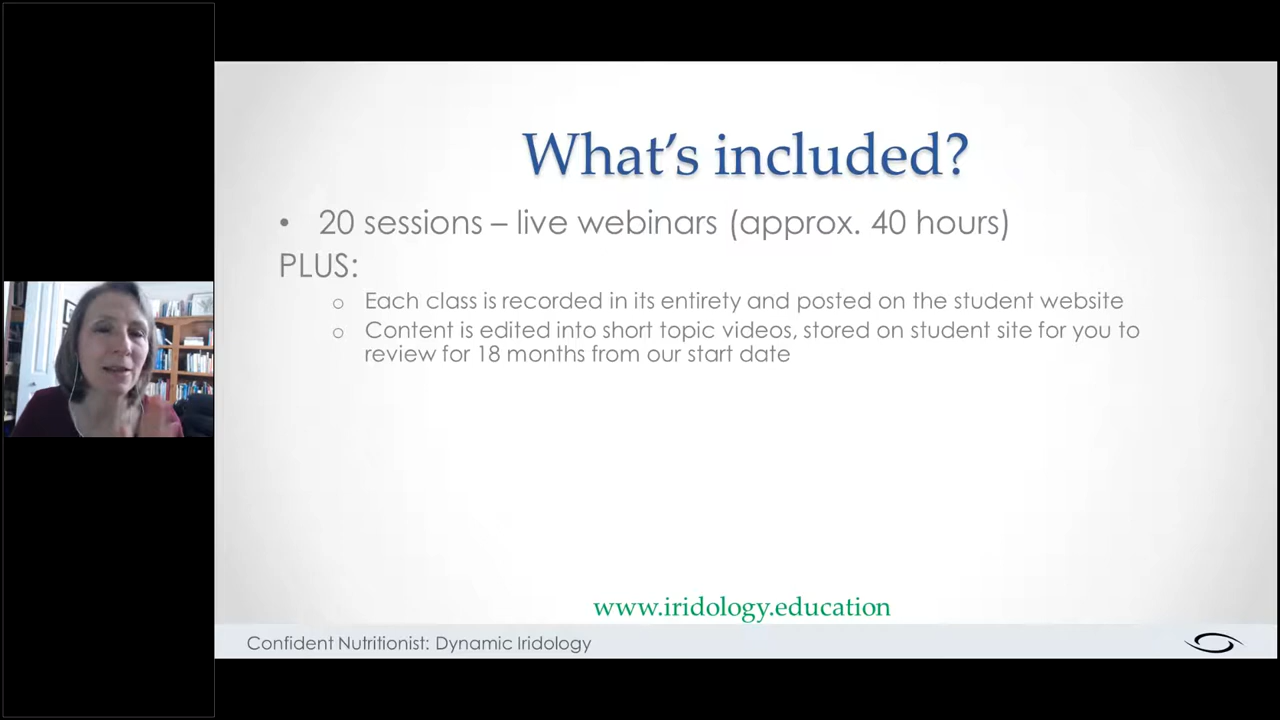 What's included?
• 20 sessions – live webinars (approx. 40 hours)
PLUS:
o Each class is recorded in its entirety and posted on the student website
o Content is edited into short topic videos, stored on student site for you to
review for 18 months from our start date
www.iridology.education
Confident Nutritionist: Dynamic Iridology